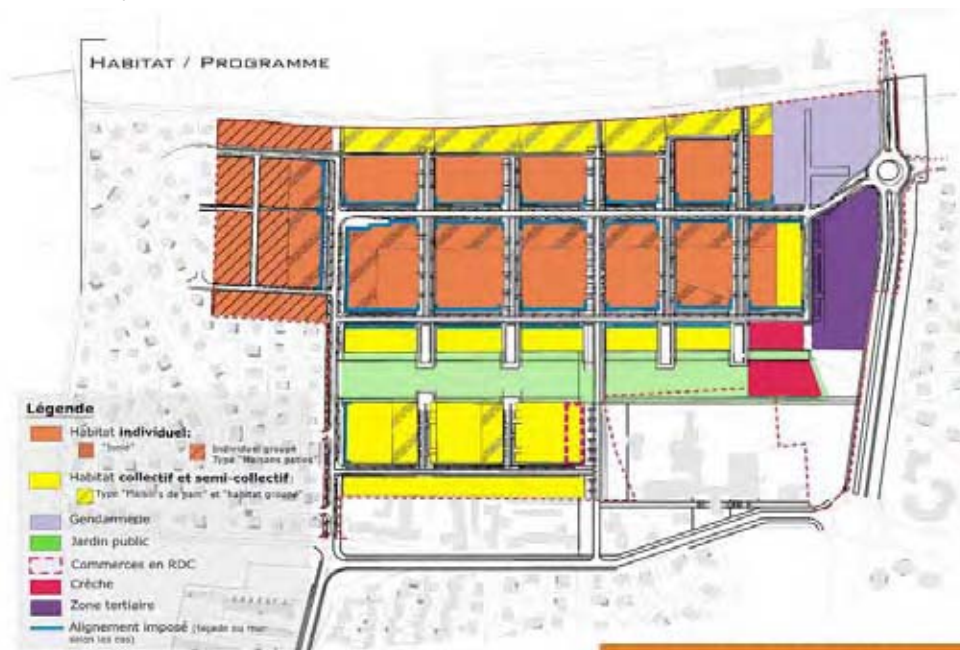 HABITAT / PROGRAMME
Légende
Habitat individuel:
Individuel groupé
Type "Maisons patios"
Habitat collectif et semi-collectif:
Type "Maisons de parc" et "habitat groupé"
Gendarmerie
Jardin public
Commerces en RDC
Crèche
Zone tertiaire
Alignement imposé (façade ou mur
selon les cas)